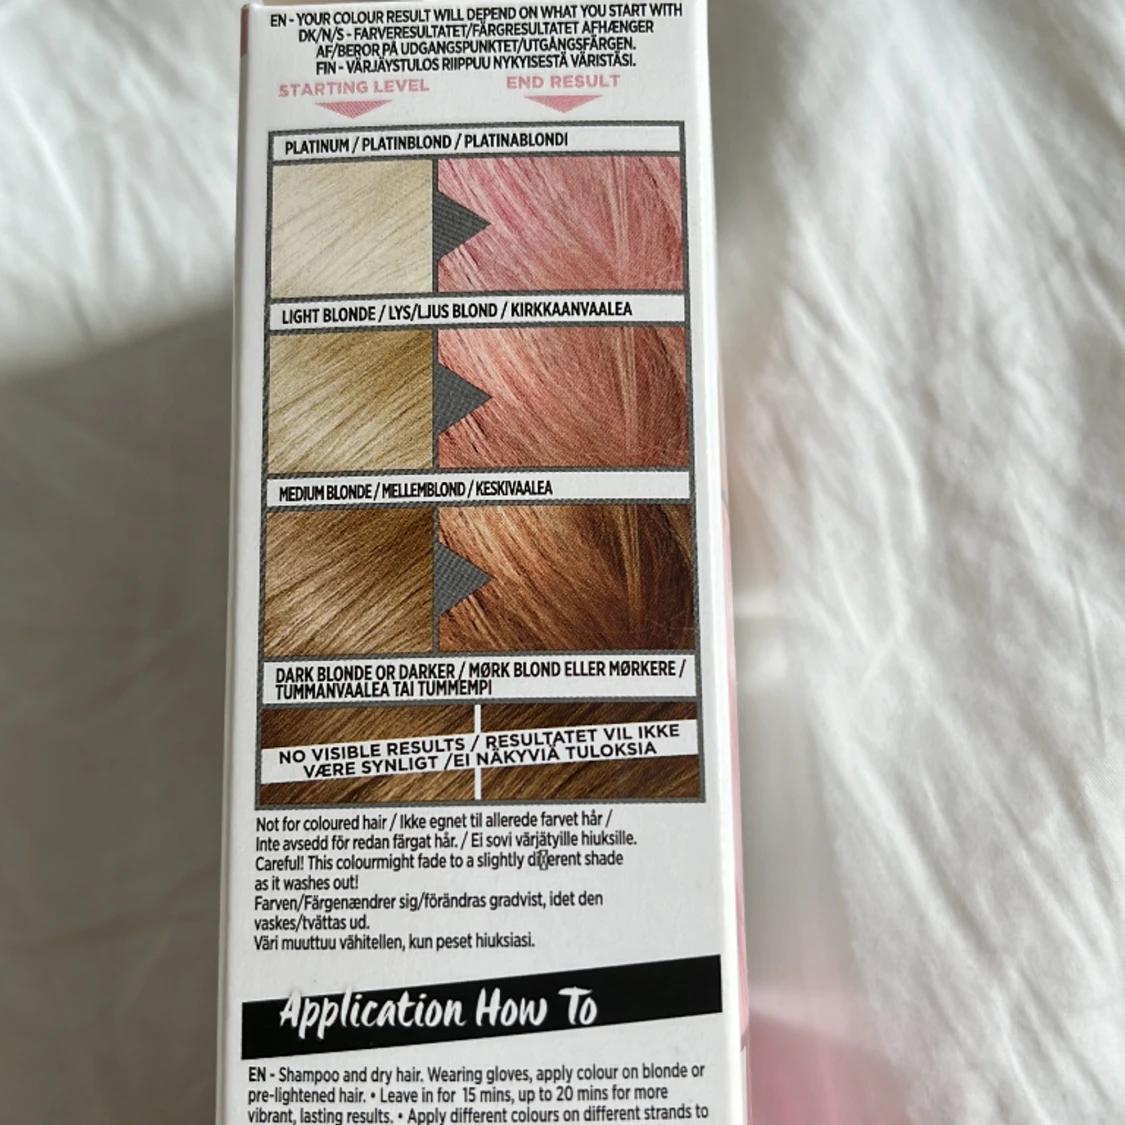 EN - YOUR COLOUR RESULT WILL DEPEND ON WHAT YOU START WITH
DK/N/S - FARVERESULTATET/FÄRGRESULTATET AFHÆNGER
AF/BEROR PÅ UDGANGSPUNKTET/UTGÅNGSFÄRGEN.
FIN - VÄRJÄYSTULOS RIIPPUU NYKYISESTÄ VÄRISTÄSI.
STARTING LEVEL
END RESULT
PLATINUM / PLATINBLOND / PLATINABLONDI
LIGHT BLONDE / LYS/LJUS BLOND / KIRKKAANVAALEA
MEDIUM BLONDE / MELLEMBLOND / KESKIVAALEA
DARK BLONDE OR DARKER / MØRK BLOND ELLER MØRKERE /
TUMMANVAALEA TAI TUMMEMPI
NO VISIBLE RESULTS / RESULTATET VIL IKKE
VÆRE SYNLIGT /EI NÄKYVIÄ TULOKSIA
Not for coloured hair / Ikke egnet til allerede farvet hår /
Inte avsedd för redan färgat hår. / Ei sovi värjätyille hiuksille.
Careful! This colourmight fade to a slightly different shade
as it washes out!
Farven/Färgenændrer sig/förändras gradvist, idet den
vaskes/tvättas ud.
Väri muuttuu vähitellen, kun peset hiuksiasi.
Application How To
EN - Shampoo and dry hair. Wearing gloves, apply colour on blonde or
pre-lightened hair. • Leave in for 15 mins, up to 20 mins for more
vibrant, lasting results. • Apply different colours on different strands to